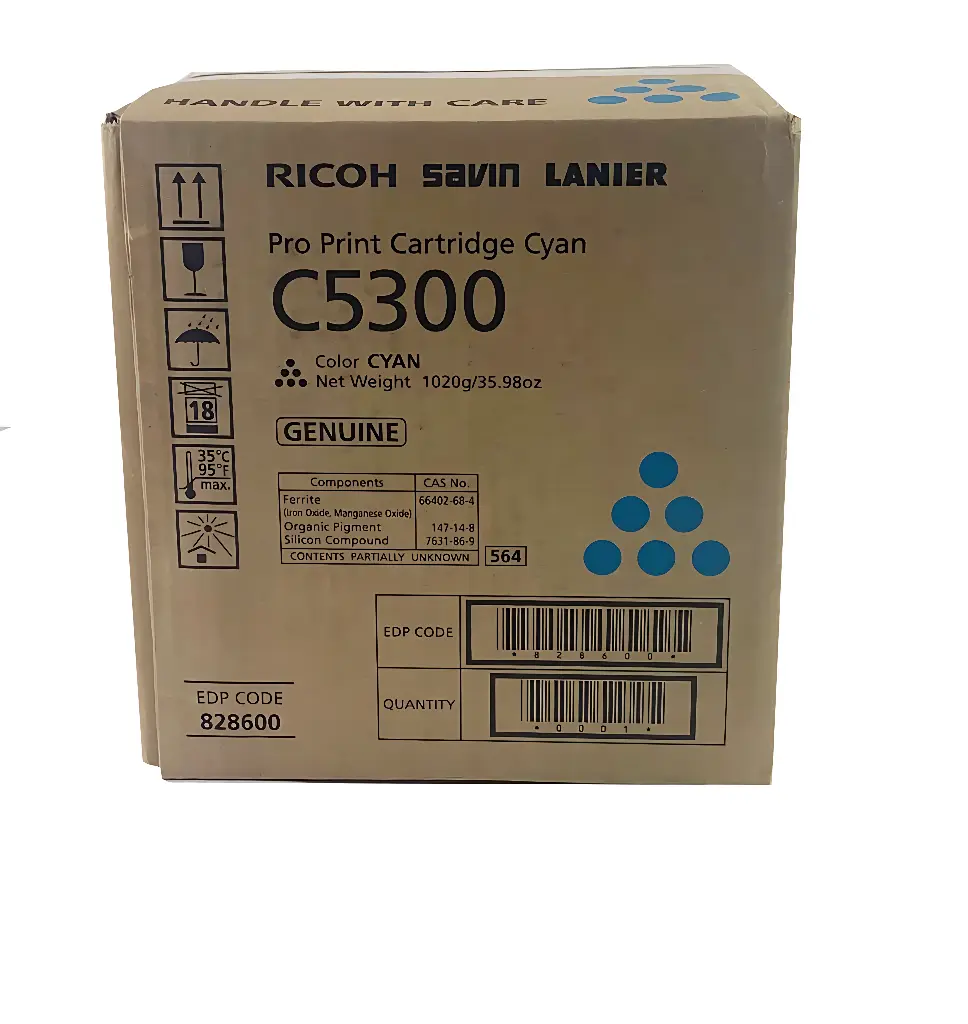 HANDLE WITH CARE
RICOH savin LANIER
Pro Print Cartridge Cyan
C5300
Color CYAN
Net Weight 1020g/35.98oz
18
GENUINE
35°C
95°F
max.
Components CAS No.
Ferrite 66402-68-4
(Iron Oxide, Manganese Oxide)
Organic Pigment 147-14-8
Silicon Compound 7631-86-9
CONTENTS PARTIALLY UNKNOWN 564
EDP CODE
*828600*
EDP CODE
828600
QUANTITY
*0001*